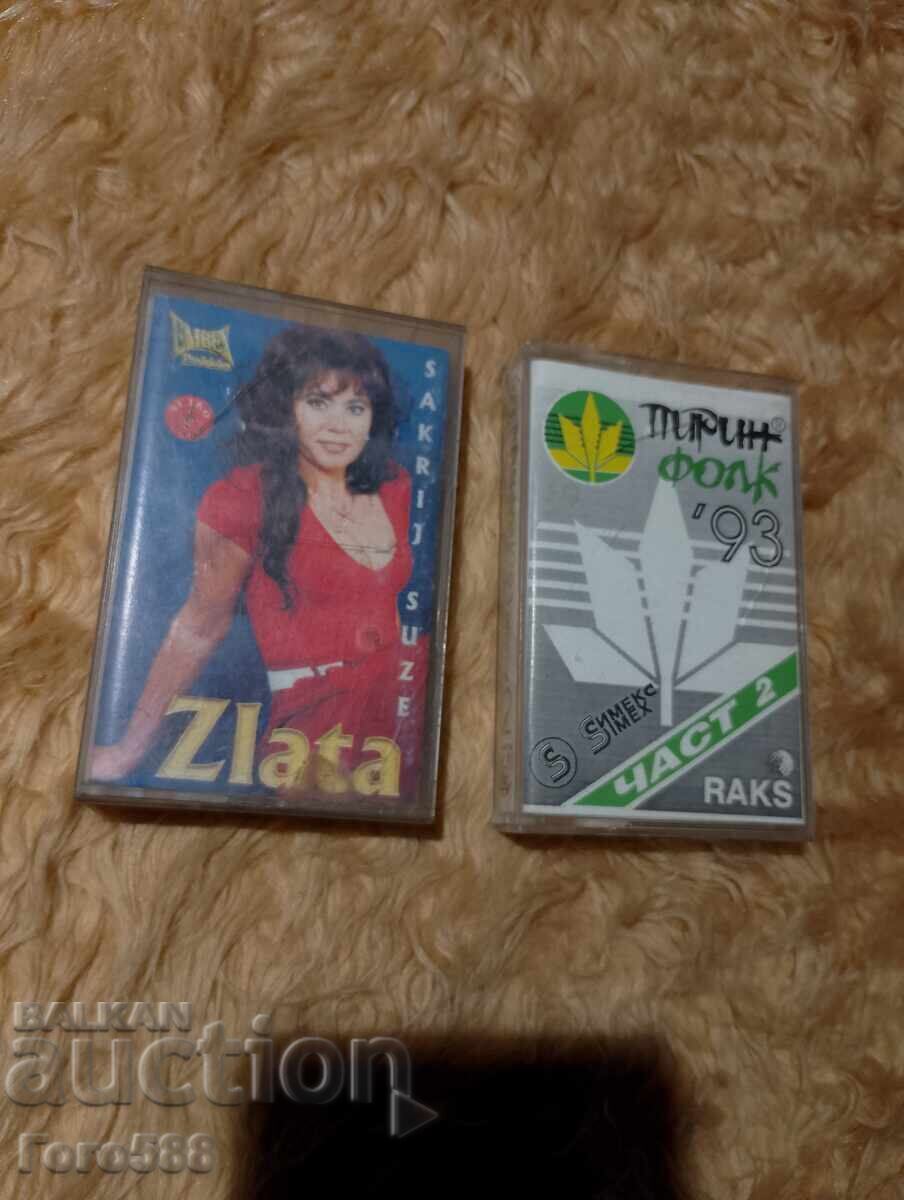 SAKRIJ SUZE
Zlata
ПИРИН®
ФОЛК
'93
S СИМЕКС
SIMEX
ЧАСТ 2
RAKS
BALKAN
auction
Гого588